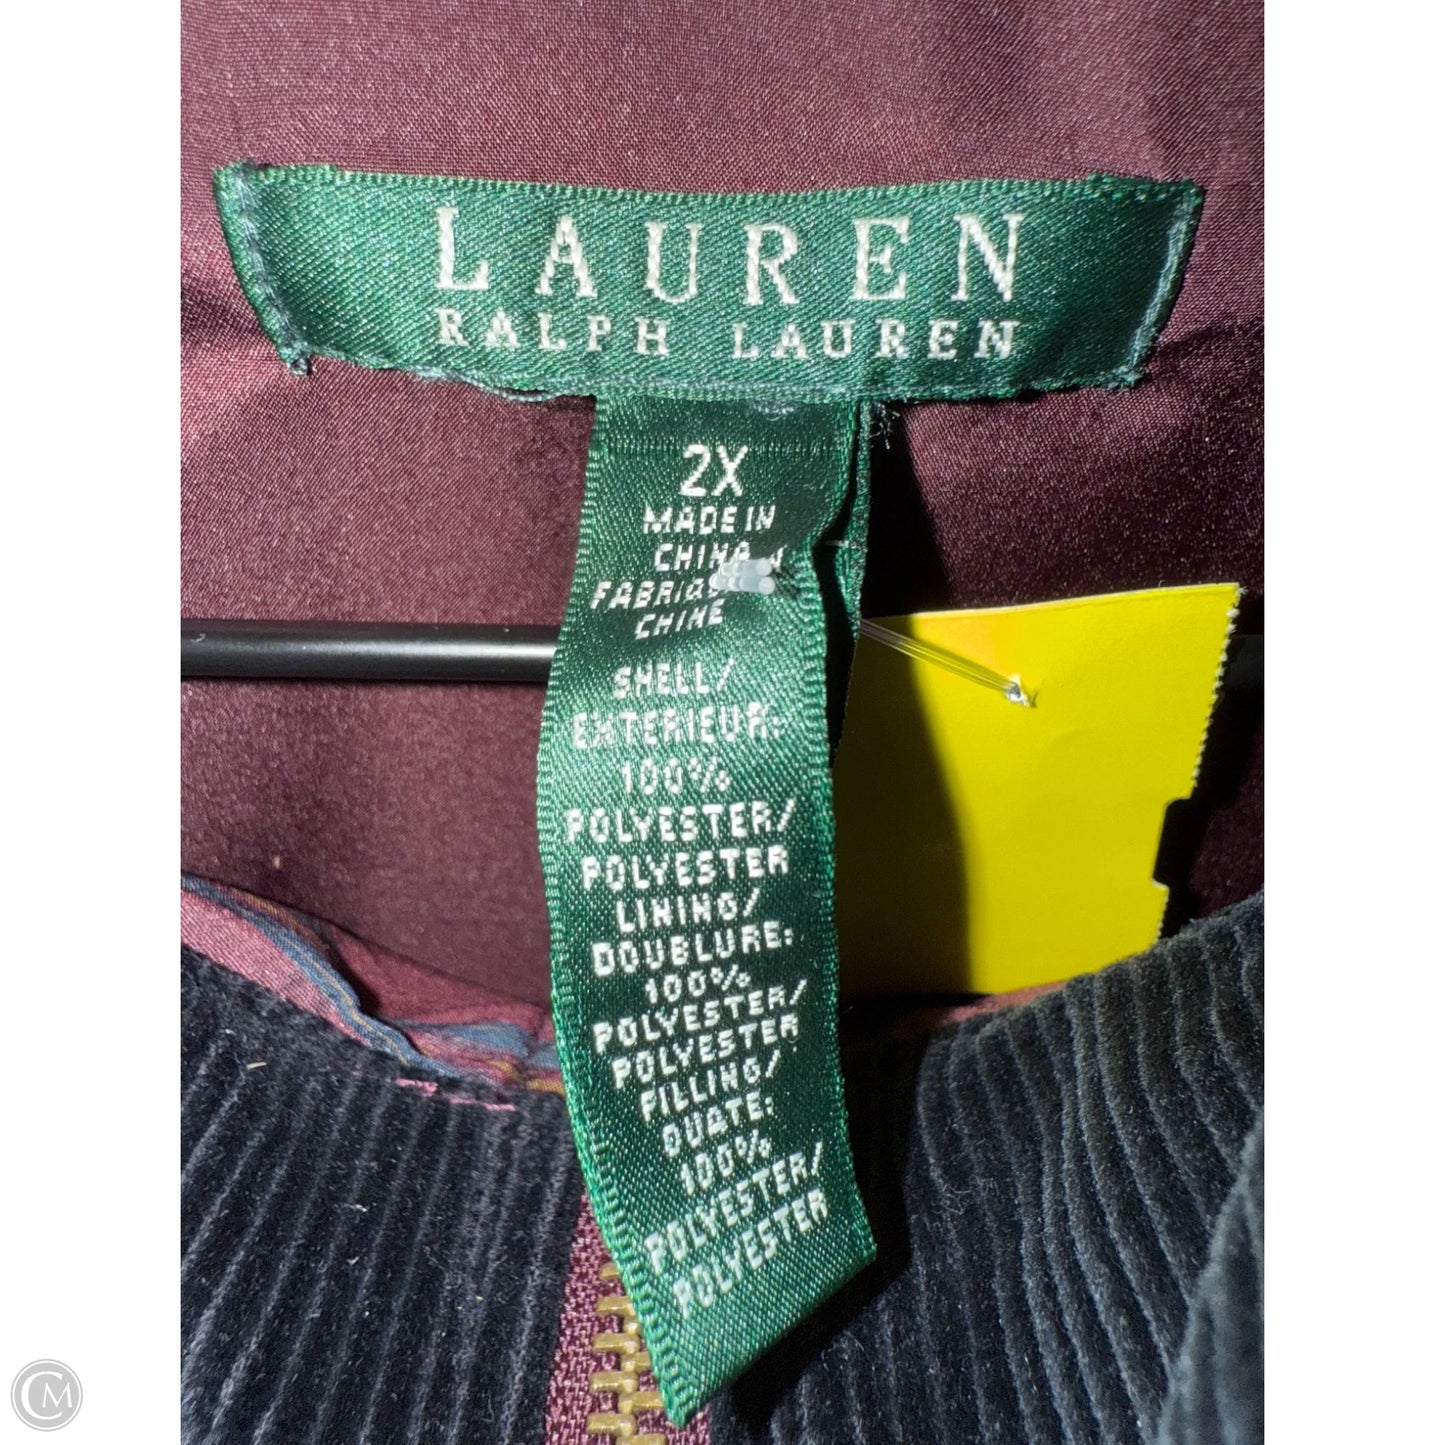 LAUREN
RALPH LAUREN
2X
MADE IN
CHINA
CHINE
SHELL/
EXTERIEUR:
100%
POLYESTER/
POLYESTER
LINING/
DOUBLURE:
100%
POLYESTER/
POLYESTER
FILLING/
OUATE:
100%
POLYESTER/
POLYESTER
CM